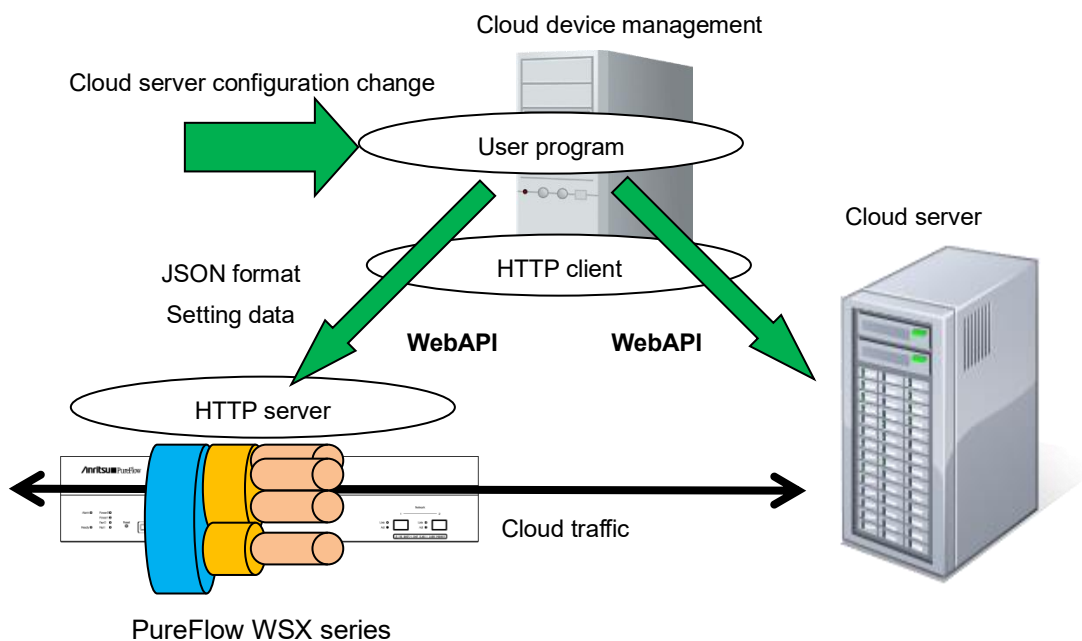 Cloud device management
Cloud server configuration change
User program
Cloud server
HTTP client
JSON format
Setting data
WebAPI
WebAPI
HTTP server
Anritsu PureFlow
Cloud traffic
PureFlow WSX series